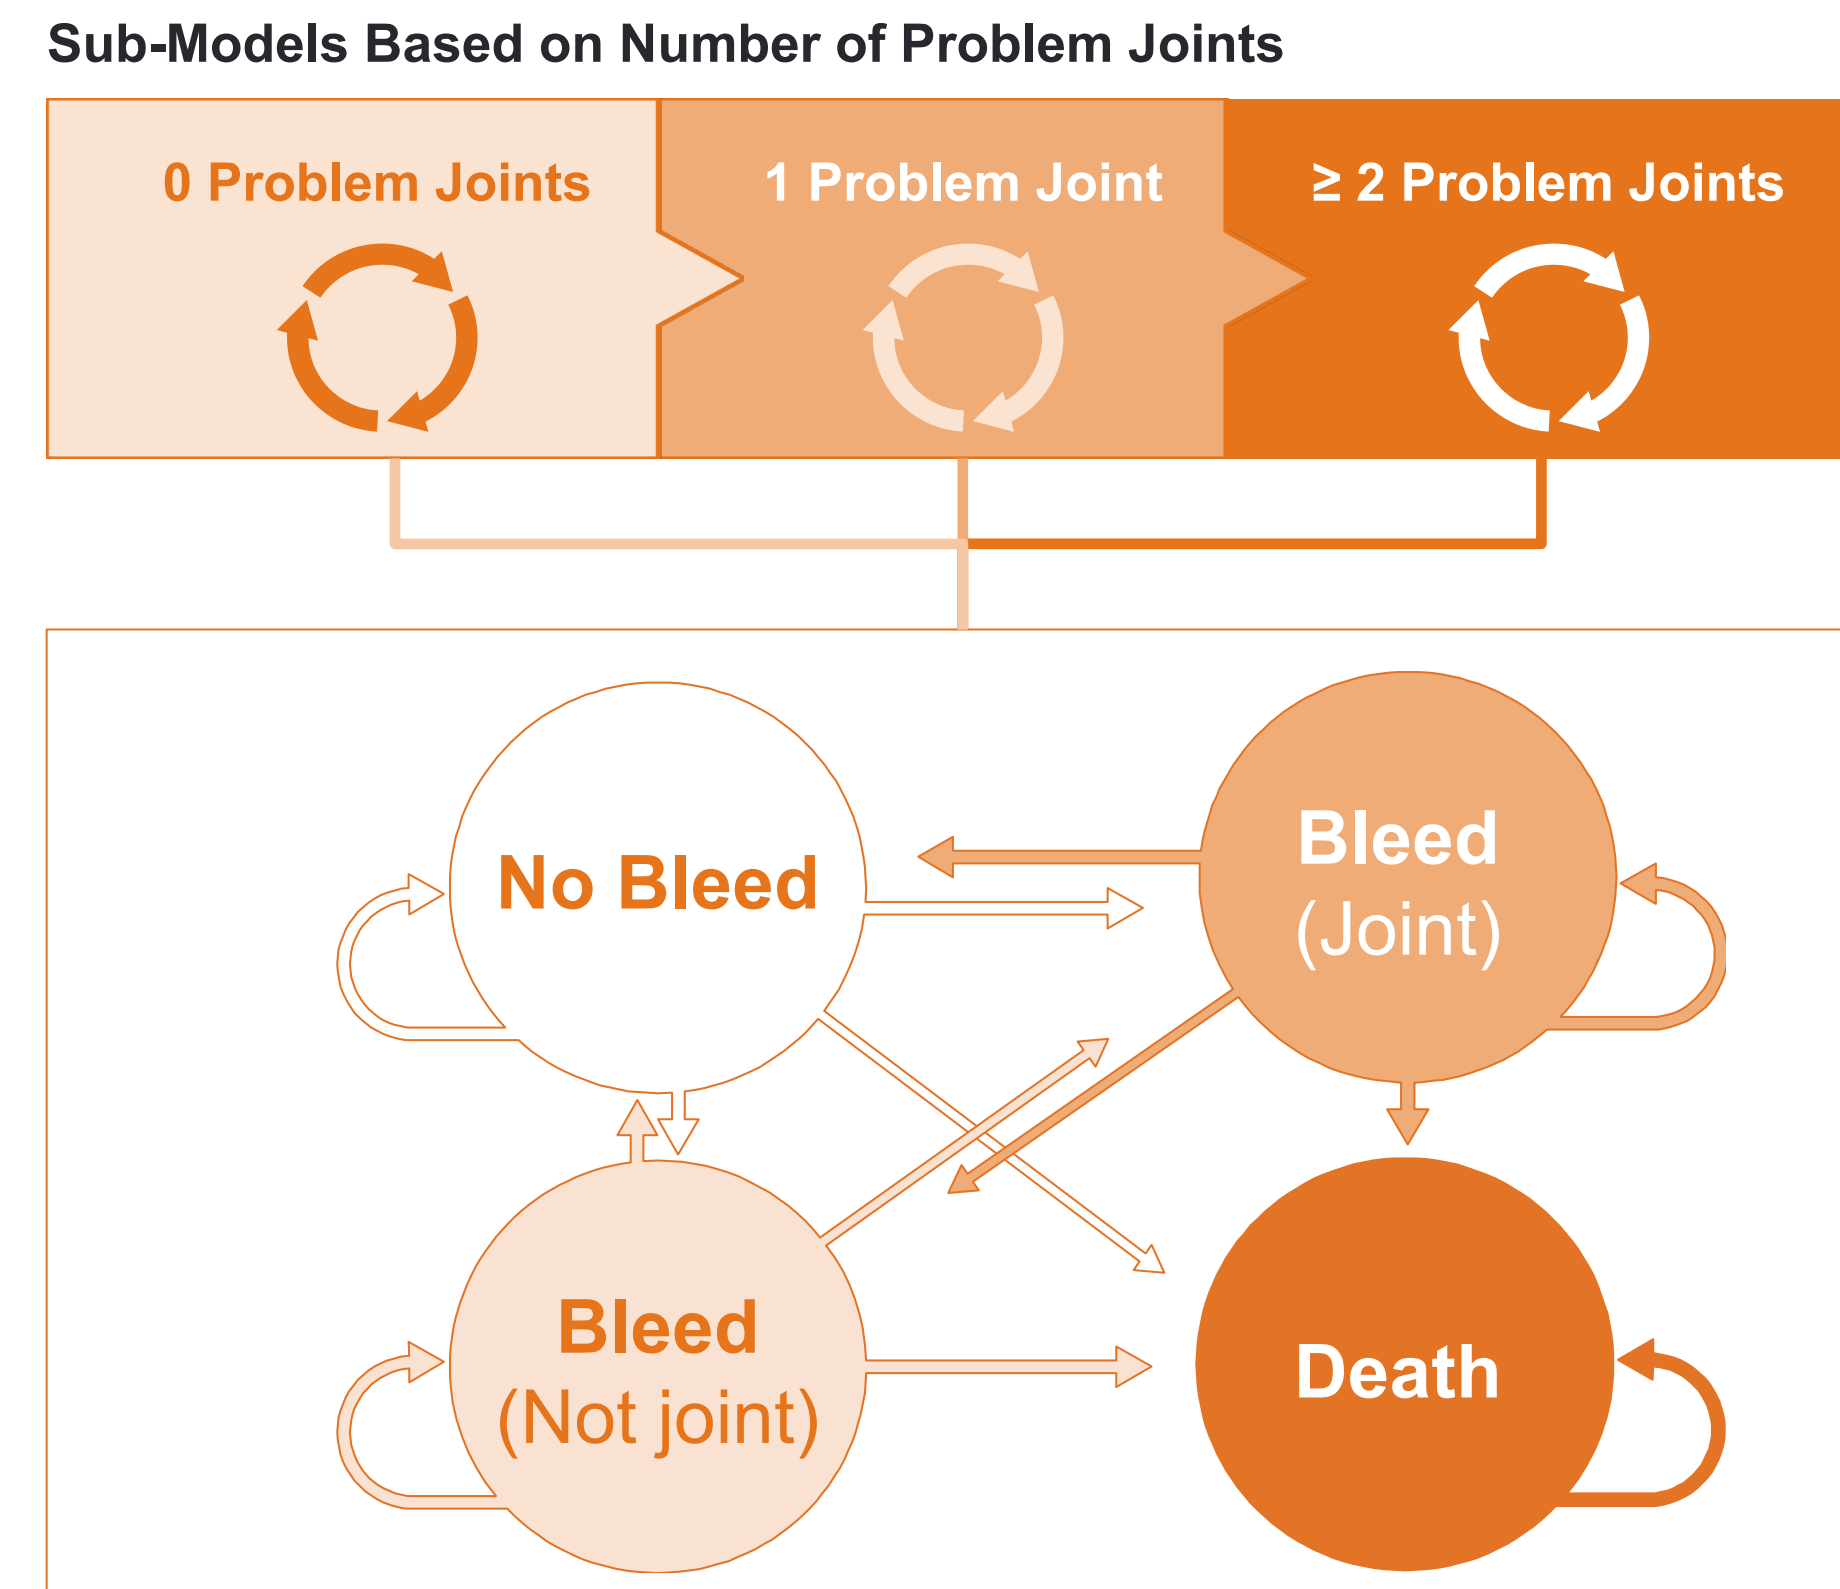 Sub-Models Based on Number of Problem Joints
0 Problem Joints
1 Problem Joint
≥ 2 Problem Joints
No Bleed
Bleed
(Joint)
Bleed
(Not joint)
Death